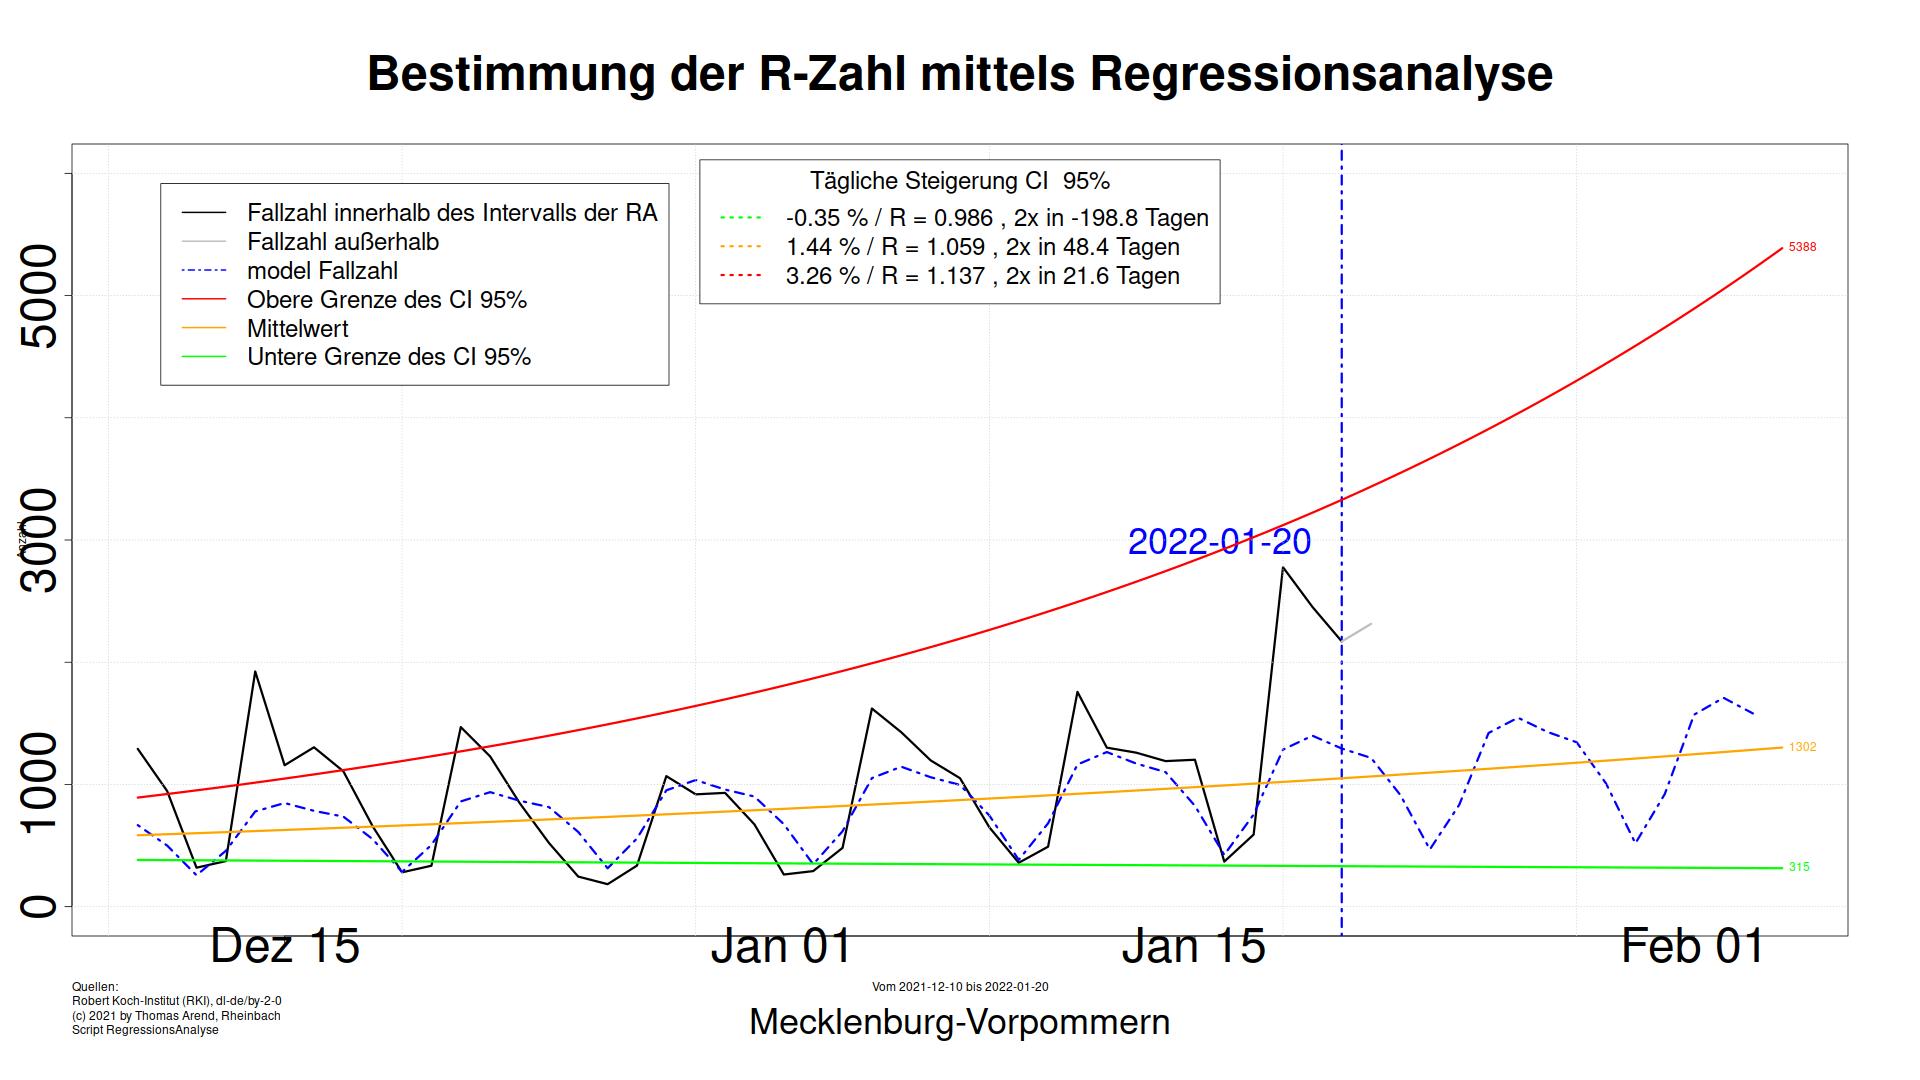 Bestimmung der R-Zahl mittels Regressionsanalyse
Tägliche Steigerung CI  95%
-0.35 % / R = 0.986 , 2x in -198.8 Tagen
1.44 % / R = 1.059 , 2x in 48.4 Tagen
3.26 % / R = 1.137 , 2x in 21.6 Tagen
Fallzahl innerhalb des Intervalls der RA
Fallzahl außerhalb
model Fallzahl
Obere Grenze des CI 95%
Mittelwert
Untere Grenze des CI 95%
5388
5000
3000
Anzahl
2022-01-20
1302
1000
315
0
Dez 15
Jan 01
Jan 15
Feb 01
Quellen:
Robert Koch-Institut (RKI), dl-de/by-2-0
(c) 2021 by Thomas Arend, Rheinbach
Script RegressionsAnalyse
Vom 2021-12-10 bis 2022-01-20
Mecklenburg-Vorpommern